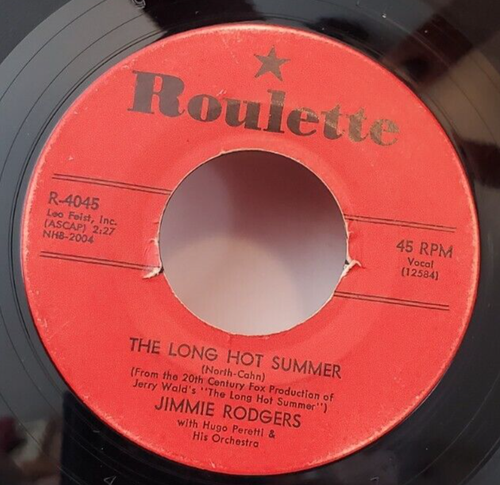 Roulette
R-4045
Leo Feist, Inc.
(ASCAP) 2:27
NH8-2004
45 RPM
Vocal
(12584)
THE LONG HOT SUMMER
(North-Cahn)
(From the 20th Century Fox Production of
Jerry Wald's "The Long Hot Summer")
JIMMIE RODGERS
with Hugo Peretti &
His Orchestra